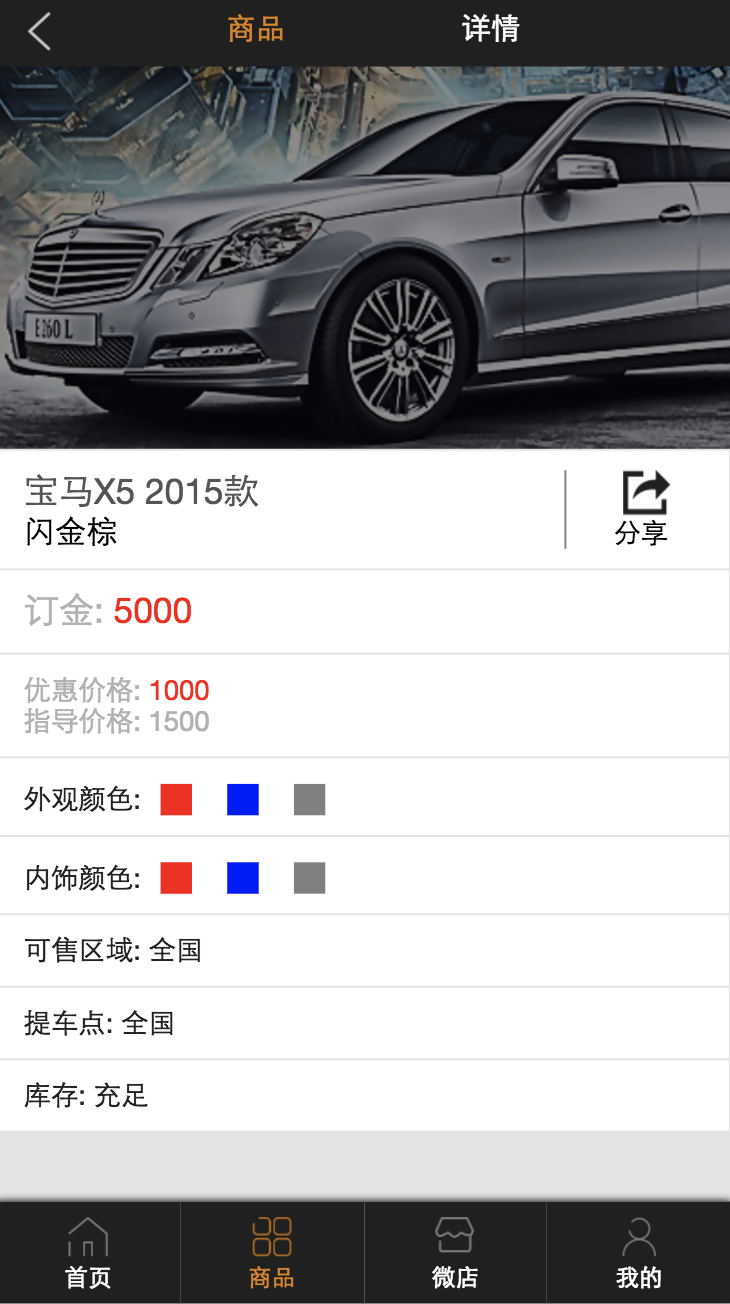 商品
详情
E260 L
宝马X5 2015款
闪金棕
分享
订金: 5000
优惠价格: 1000
指导价格: 1500
外观颜色:
内饰颜色:
可售区域: 全国
提车点: 全国
库存: 充足
首页
商品
微店
我的